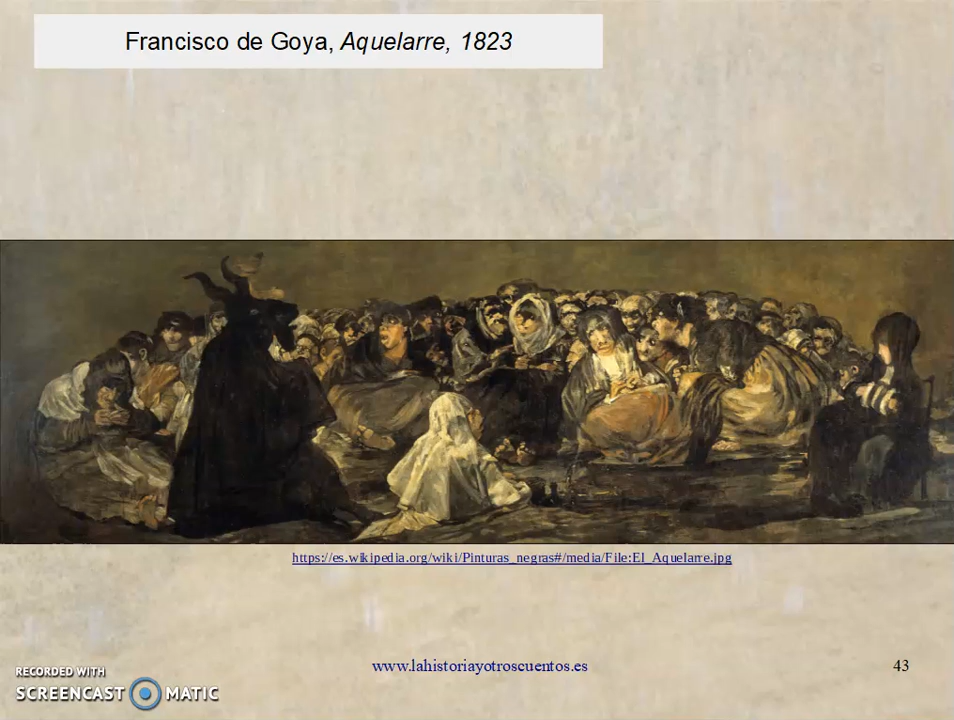 Francisco de Goya, Aquelarre, 1823
https://es.wikipedia.org/wiki/Pinturas_negras#/media/File:El_Aquelarre.jpg
www.lahistoriayotroscuentos.es
43
RECORDED WITH
SCREENCAST MATIC